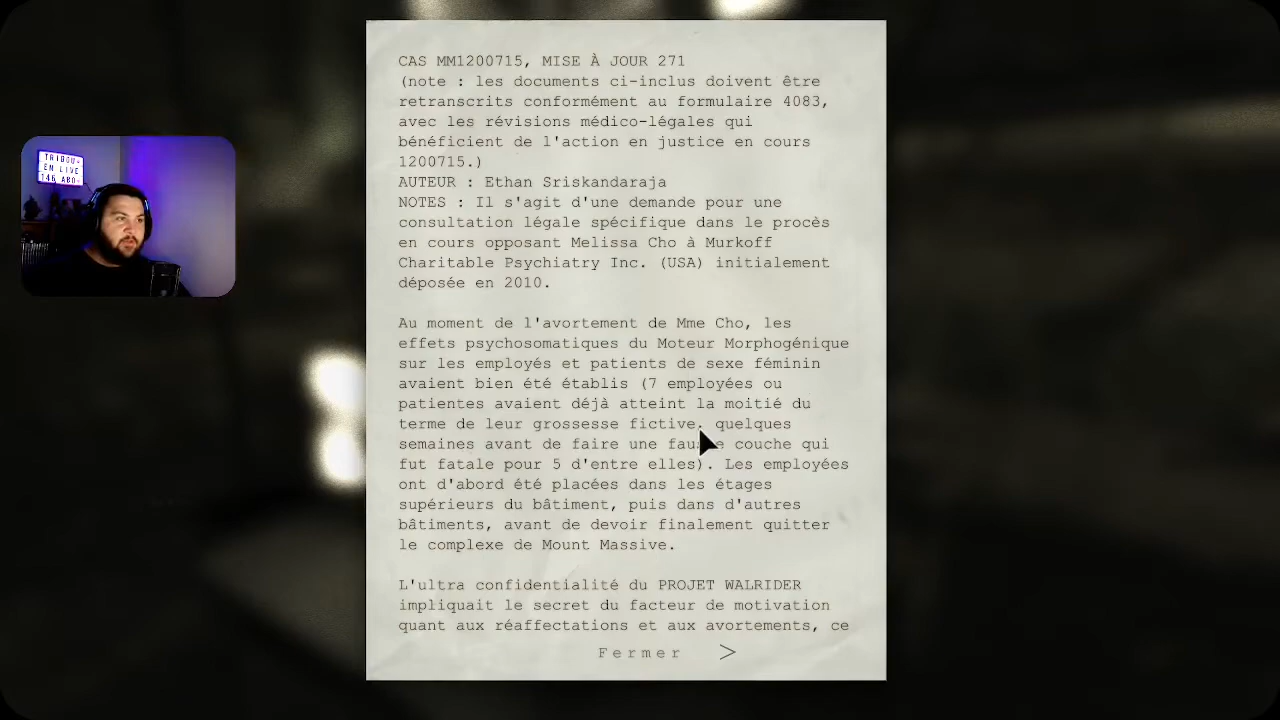 TRIBOU-
EN LIVE
146 ABO-
CAS MM1200715, MISE À JOUR 271
(note : les documents ci-inclus doivent être
retranscrits conformément au formulaire 4083,
avec les révisions médico-légales qui
bénéficient de l'action en justice en cours
1200715.)
AUTEUR : Ethan Sriskandaraja
NOTES : Il s'agit d'une demande pour une
consultation légale spécifique dans le procès
en cours opposant Melissa Cho à Murkoff
Charitable Psychiatry Inc. (USA) initialement
déposée en 2010.
Au moment de l'avortement de Mme Cho, les
effets psychosomatiques du Moteur Morphogénique
sur les employés et patients de sexe féminin
avaient bien été établis (7 employées ou
patientes avaient déjà atteint la moitié du
terme de leur grossesse fictive, quelques
semaines avant de faire une fausse couche qui
fut fatale pour 5 d'entre elles). Les employées
ont d'abord été placées dans les étages
supérieurs du bâtiment, puis dans d'autres
bâtiments, avant de devoir finalement quitter
le complexe de Mount Massive.
L'ultra confidentialité du PROJET WALRIDER
impliquait le secret du facteur de motivation
quant aux réaffectations et aux avortements, ce
Fermer >